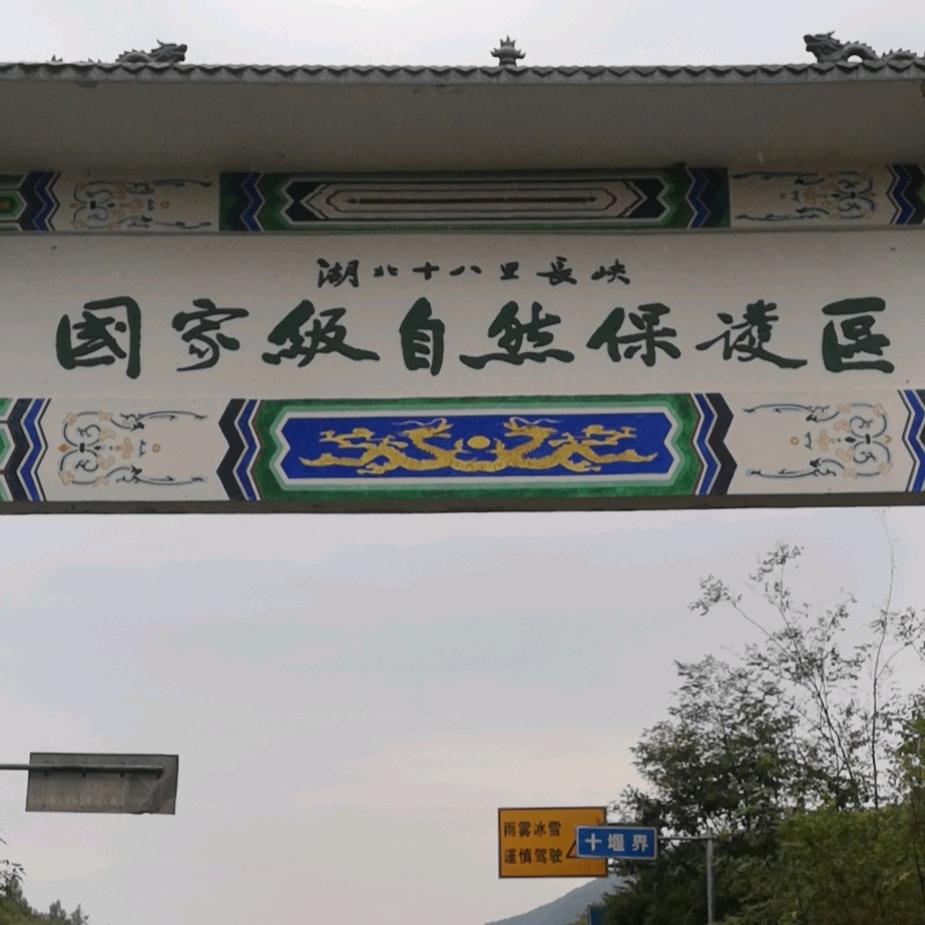 湖北十八里長峡
國家級自然保護區
雨雾冰雪
谨慎驾驶
十堰界